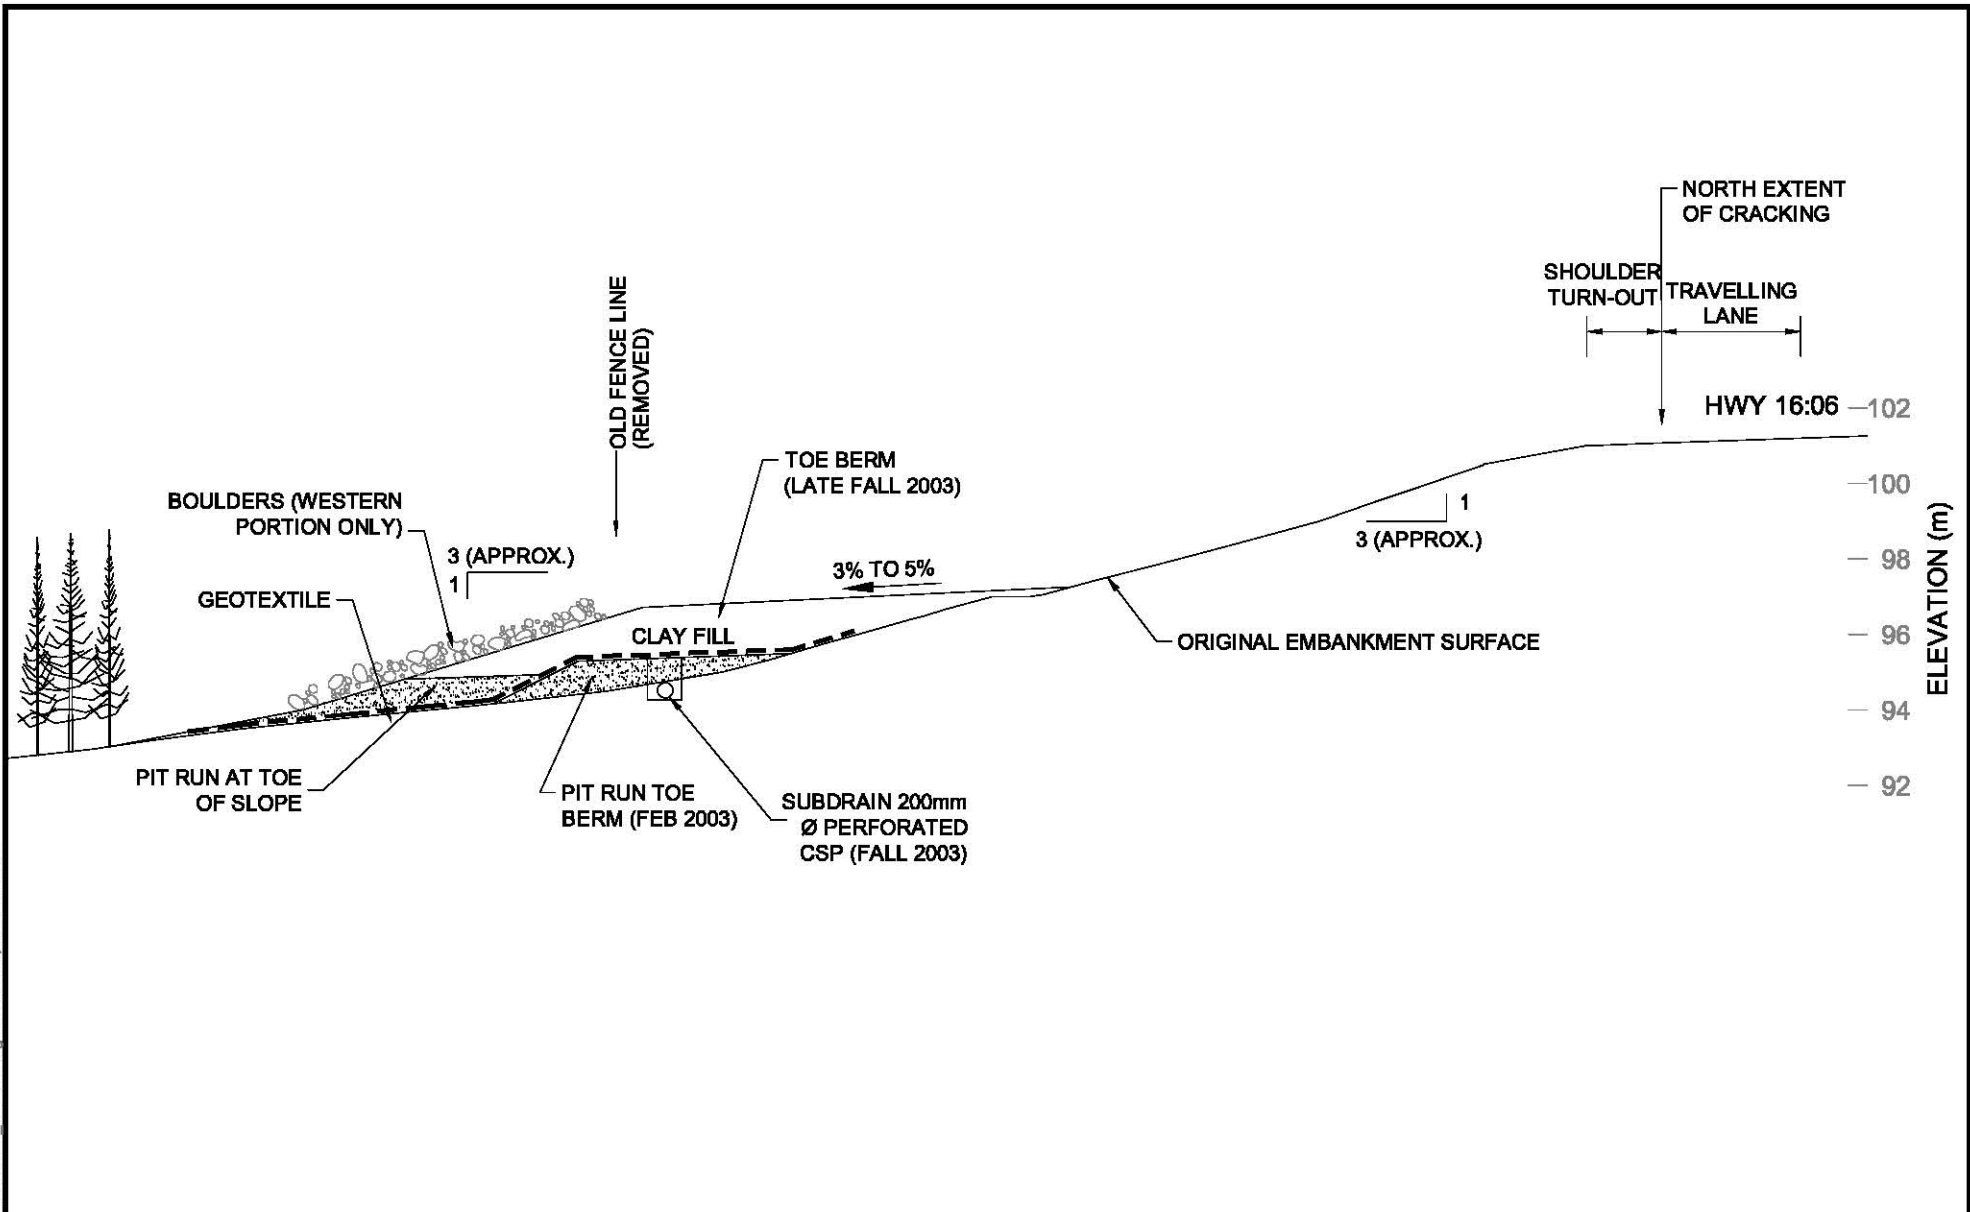 NORTH EXTENT
OF CRACKING
SHOULDER
TURN-OUT
TRAVELLING
LANE
OLD FENCE LINE
(REMOVED)
HWY 16:06
102
100
98
96
94
92
ELEVATION (m)
TOE BERM
(LATE FALL 2003)
BOULDERS (WESTERN
PORTION ONLY)
3 (APPROX.)
1
1
3 (APPROX.)
3% TO 5%
GEOTEXTILE
CLAY FILL
ORIGINAL EMBANKMENT SURFACE
PIT RUN AT TOE
OF SLOPE
PIT RUN TOE
BERM (FEB 2003)
SUBDRAIN 200mm
Ø PERFORATED
CSP (FALL 2003)